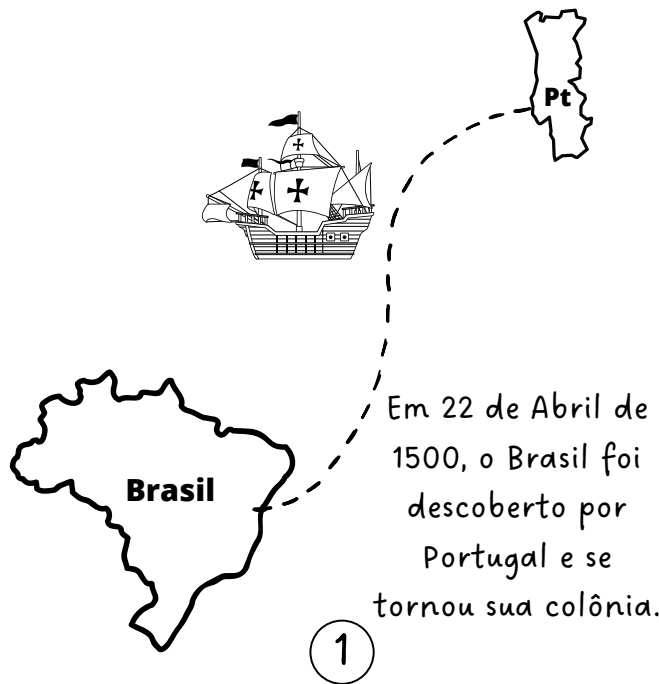 Pt
Brasil
Em 22 de Abril de
1500, o Brasil foi
descoberto por
Portugal e se
tornou sua colônia.
1